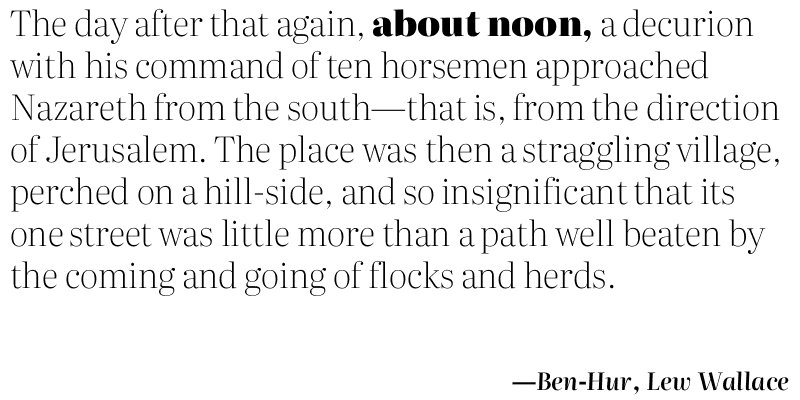 The day after that again, about noon, a decurion
with his command of ten horsemen approached
Nazareth from the south—that is, from the direction
of Jerusalem. The place was then a straggling village,
perched on a hill-side, and so insignificant that its
one street was little more than a path well beaten by
the coming and going of flocks and herds.
—Ben-Hur, Lew Wallace